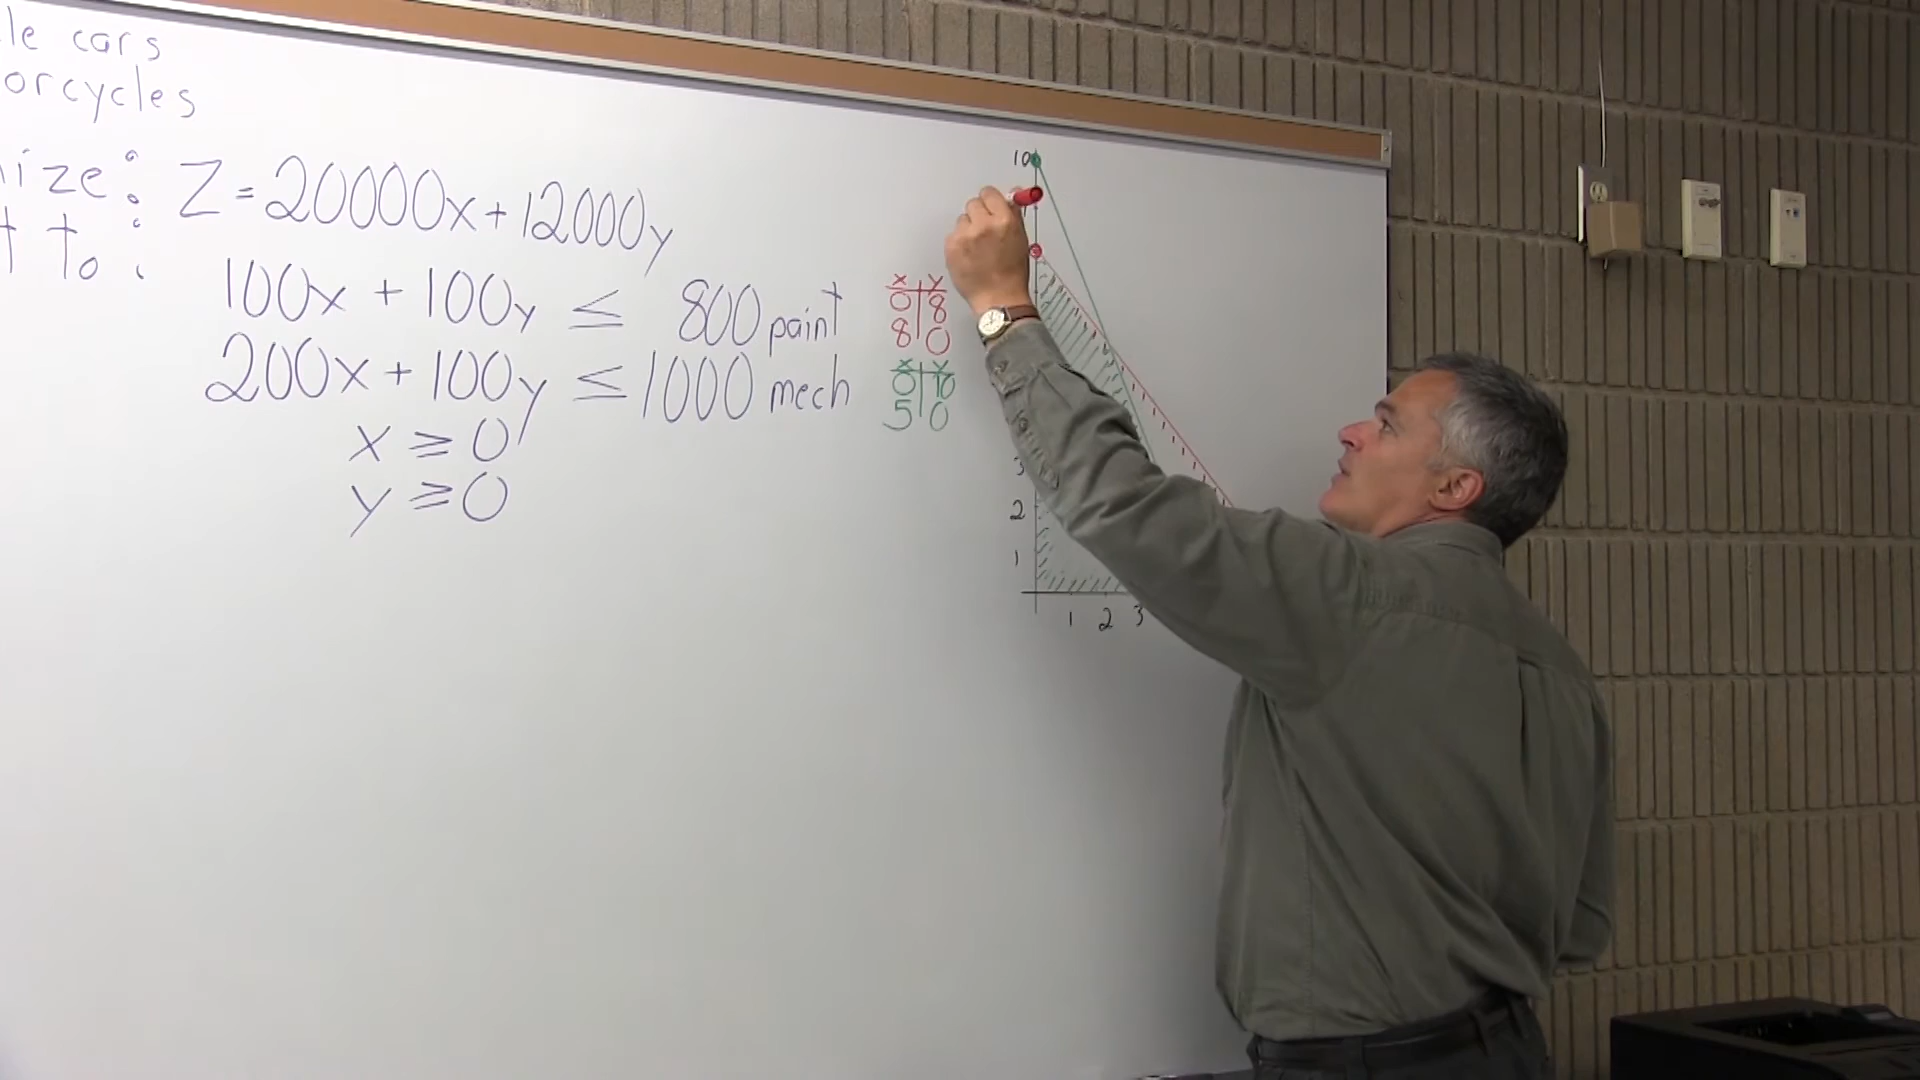 le cars
orcycles
ize: Z = 20000x + 12000y
t to:
100x + 100y ≤ 800 paint
200x + 100y ≤ 1000 mech
x ≥ 0
y ≥ 0
x y
0 8
8 0
x y
0 10
5 0
10
3
2
1
1 2 3